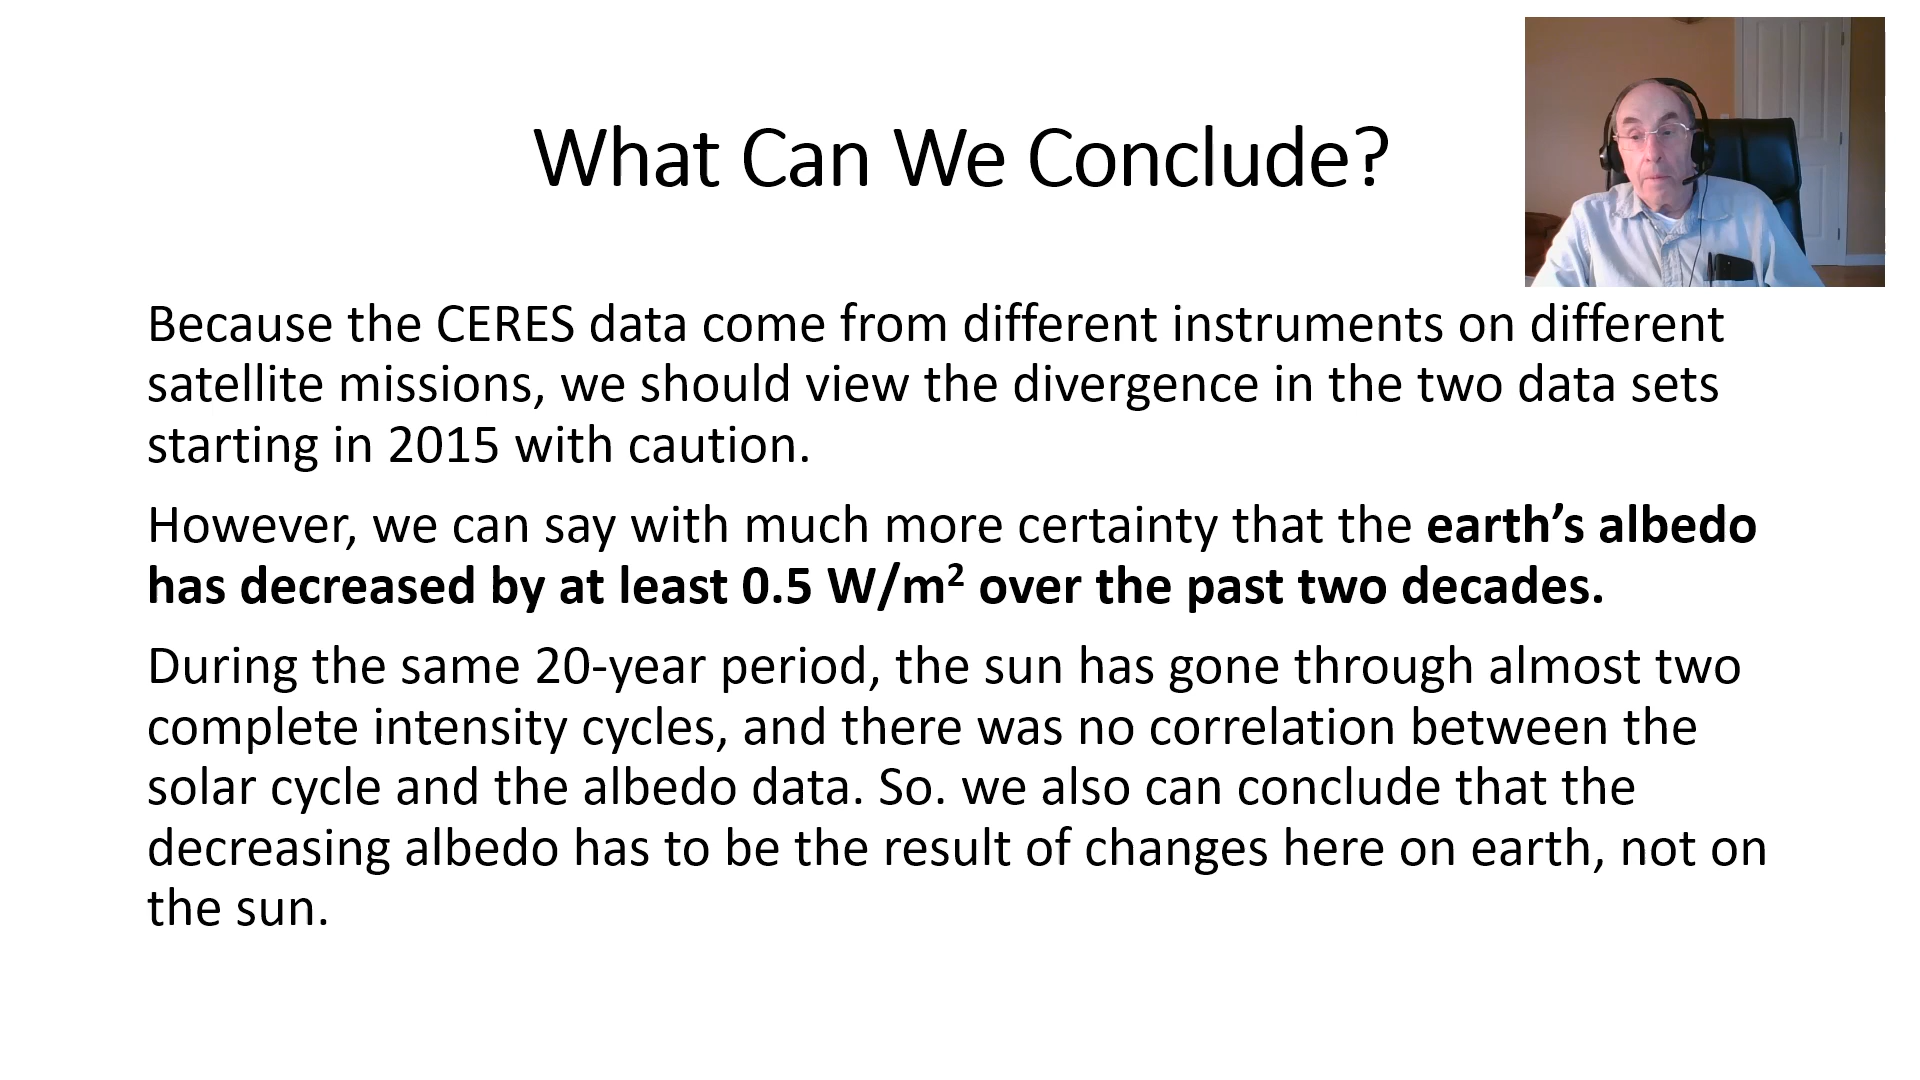 What Can We Conclude?
Because the CERES data come from different instruments on different
satellite missions, we should view the divergence in the two data sets
starting in 2015 with caution.
However, we can say with much more certainty that the earth’s albedo
has decreased by at least 0.5 W/m² over the past two decades.
During the same 20-year period, the sun has gone through almost two
complete intensity cycles, and there was no correlation between the
solar cycle and the albedo data. So. we also can conclude that the
decreasing albedo has to be the result of changes here on earth, not on
the sun.